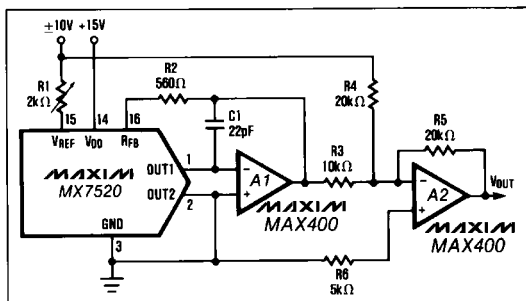 ±10V +15V
R1
2kΩ
R2
560Ω
R4
20kΩ
15 14 16
C1
22pF
R5
20kΩ
VREF VDD RFB
OUT1 1
R3
10kΩ
MAXIM
MX7520
OUT2
2
− A1
+
MAXIM
MAX400
− A2
+
VOUT
MAXIM
MAX400
GND
3
R6
5kΩ